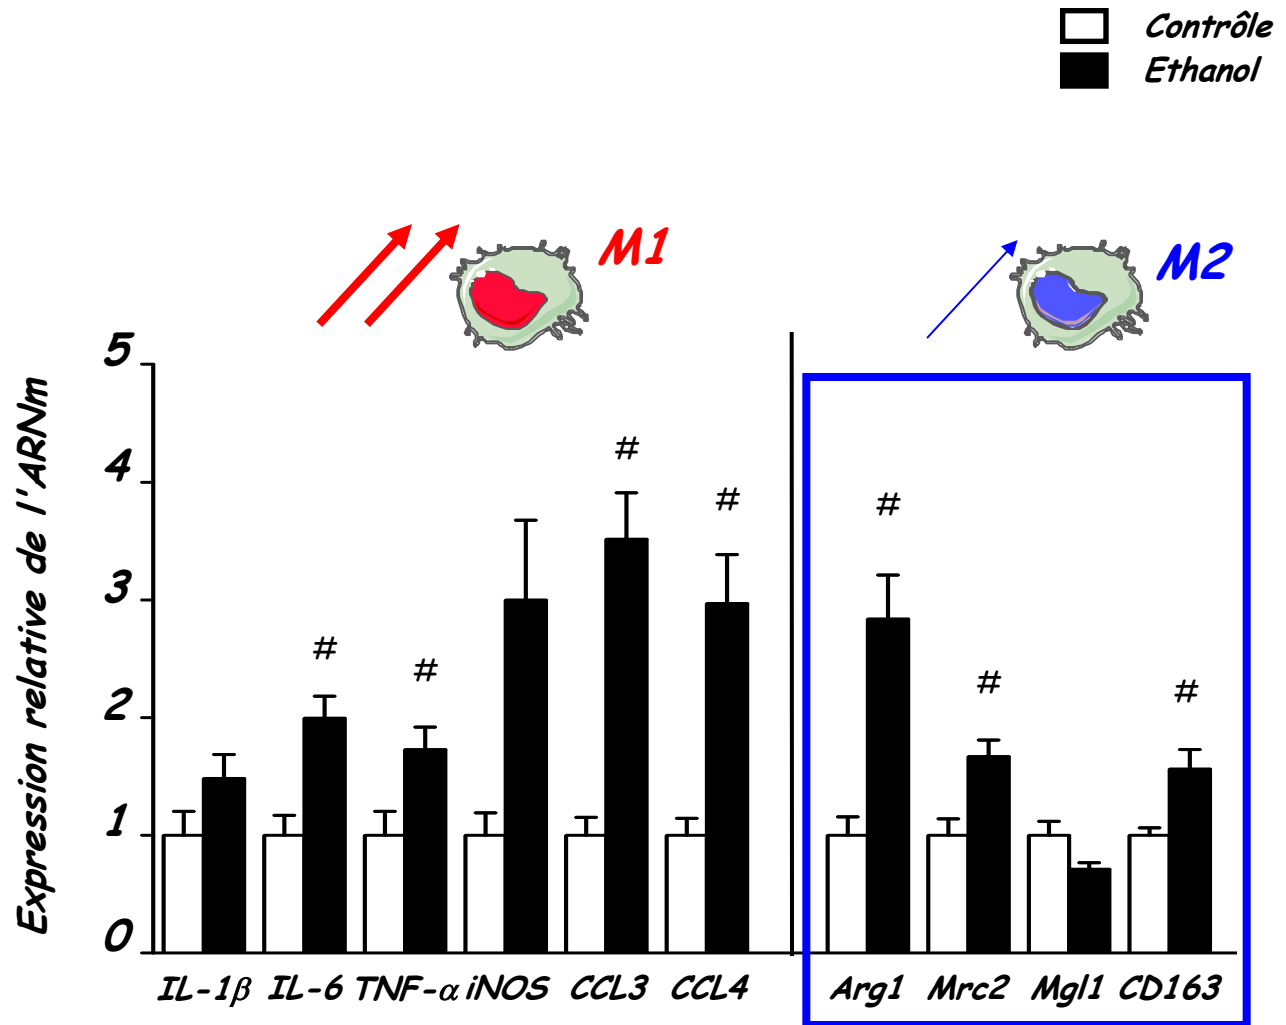 Contrôle
Ethanol
M1
M2
Expression relative de l'ARNm
5
4
3
2
1
0
#
#
#
#
#
#
#
IL-1β IL-6 TNF-α iNOS CCL3 CCL4 Arg1 Mrc2 Mgl1 CD163